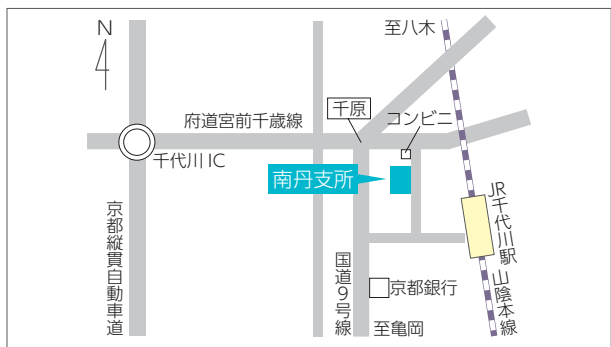 N
至八木
千原
コンビニ
府道宮前千歳線
千代川IC
南丹支所
京都縦貫自動車道
国道9号線
京都銀行
至亀岡
JR千代川駅
山陰本線